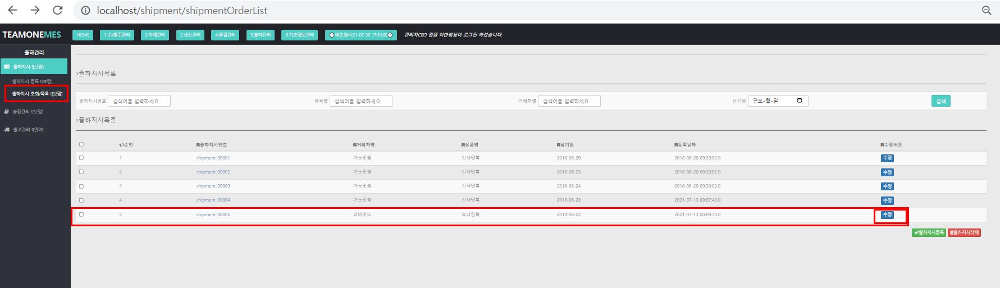 localhost/shipment/shipmentOrderList
TEAMONEMES HOME 1.수/발주관리 2.자재관리 3.생산관리 4.품질관리 5.출하관리 6.기초정보관리 배포일시:21-07-30 17:10:00 관리자CEO 임원 이한빛님이 로그인 하셨습니다.
출하관리
출하지시 ![보람]
출하지시 등록 ![보람]
출하지시 조회/목록 ![보람]
송장관리 ![보람]
출고관리 ![민아]
>출하지시목록
출하지시번호 검색어를 입력하세요. 품목별 검색어를 입력하세요. 거래처별 검색어를 입력하세요. 납기일 연도-월-일 검색
>출하지시목록
순번 출하지시번호 거래처명 상품명 납기일 등록날짜 수정버튼
1 shipment_00001 가노맞춤 신사양복 2018-06-20 2018-06-20 09:30:02.0 수정
2 shipment_00002 가노맞춤 신사양복 2018-06-23 2018-06-20 09:30:02.0 수정
3 shipment_00003 가노맞춤 신사양복 2018-06-24 2018-06-20 09:30:02.0 수정
4 shipment_00004 가노맞춤 신사양복 2018-06-28 2021-07-13 00:07:40.0 수정
5 shipment_00005 라비아또 숙녀양복 2018-06-22 2021-07-13 00:09:30.0 수정
출하지시등록 출하지시삭제